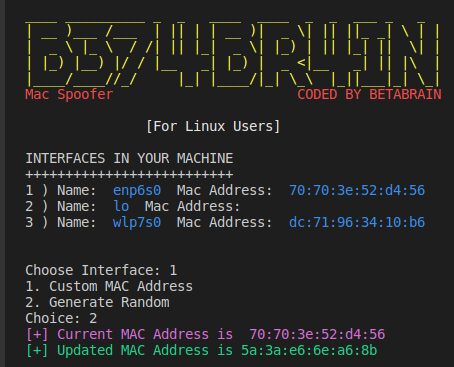 B374BR41N
Mac Spoofer CODED BY BETABRAIN
[For Linux Users]
INTERFACES IN YOUR MACHINE
++++++++++++++++++++++++++
1 ) Name: enp6s0 Mac Address: 70:70:3e:52:d4:56
2 ) Name: lo Mac Address:
3 ) Name: wlp7s0 Mac Address: dc:71:96:34:10:b6
Choose Interface: 1
1. Custom MAC Address
2. Generate Random
Choice: 2
[+] Current MAC Address is 70:70:3e:52:d4:56
[+] Updated MAC Address is 5a:3a:e6:6e:a6:8b